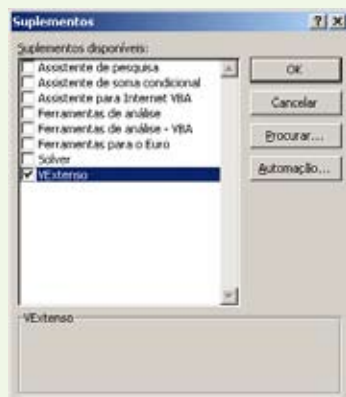 Suplementos
Suplementos disponíveis:
Assistente de pesquisa
Assistente de soma condicional
Assistente para Internet VBA
Ferramentas de análise
Ferramentas de análise - VBA
Ferramentas para o Euro
Solver
VExtenso
OK
Cancelar
Procurar...
Automação...
VExtenso